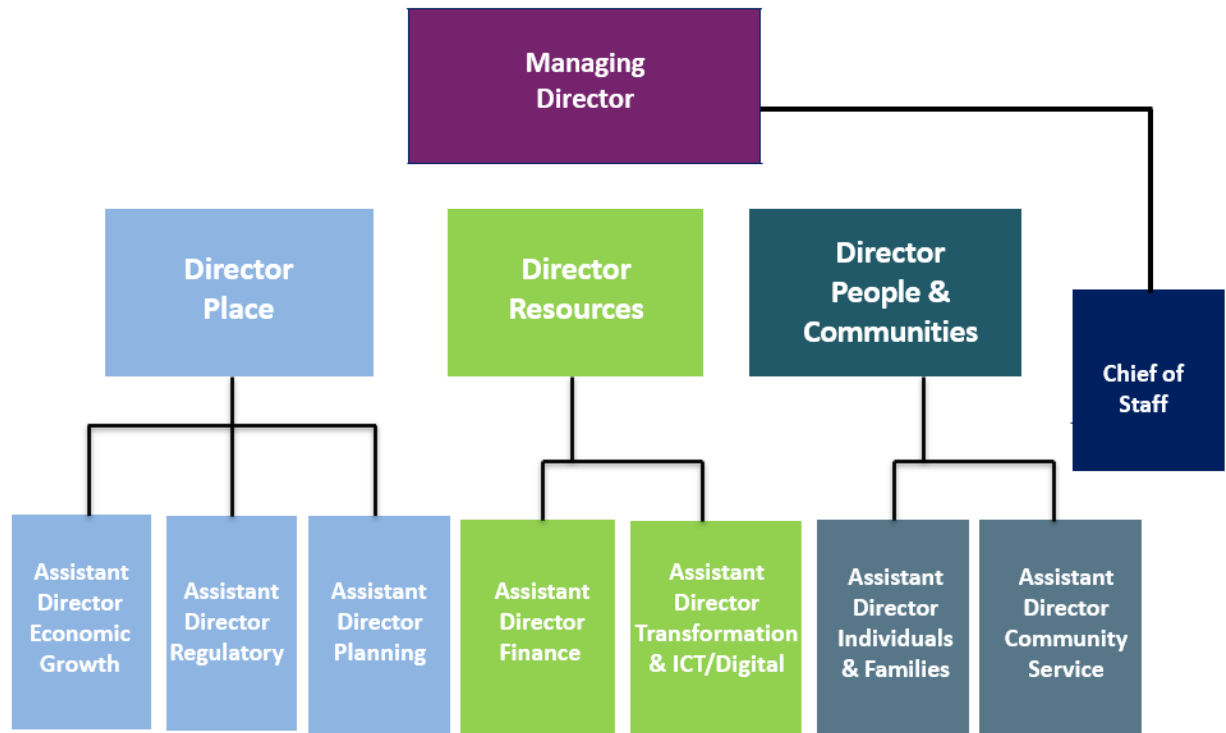 Managing
Director
Director
Place
Director
Resources
Director
People &
Communities
Chief of
Staff
Assistant
Director
Economic
Growth
Assistant
Director
Regulatory
Assistant
Director
Planning
Assistant
Director
Finance
Assistant
Director
Transformation
& ICT/Digital
Assistant
Director
Individuals
& Families
Assistant
Director
Community
Service